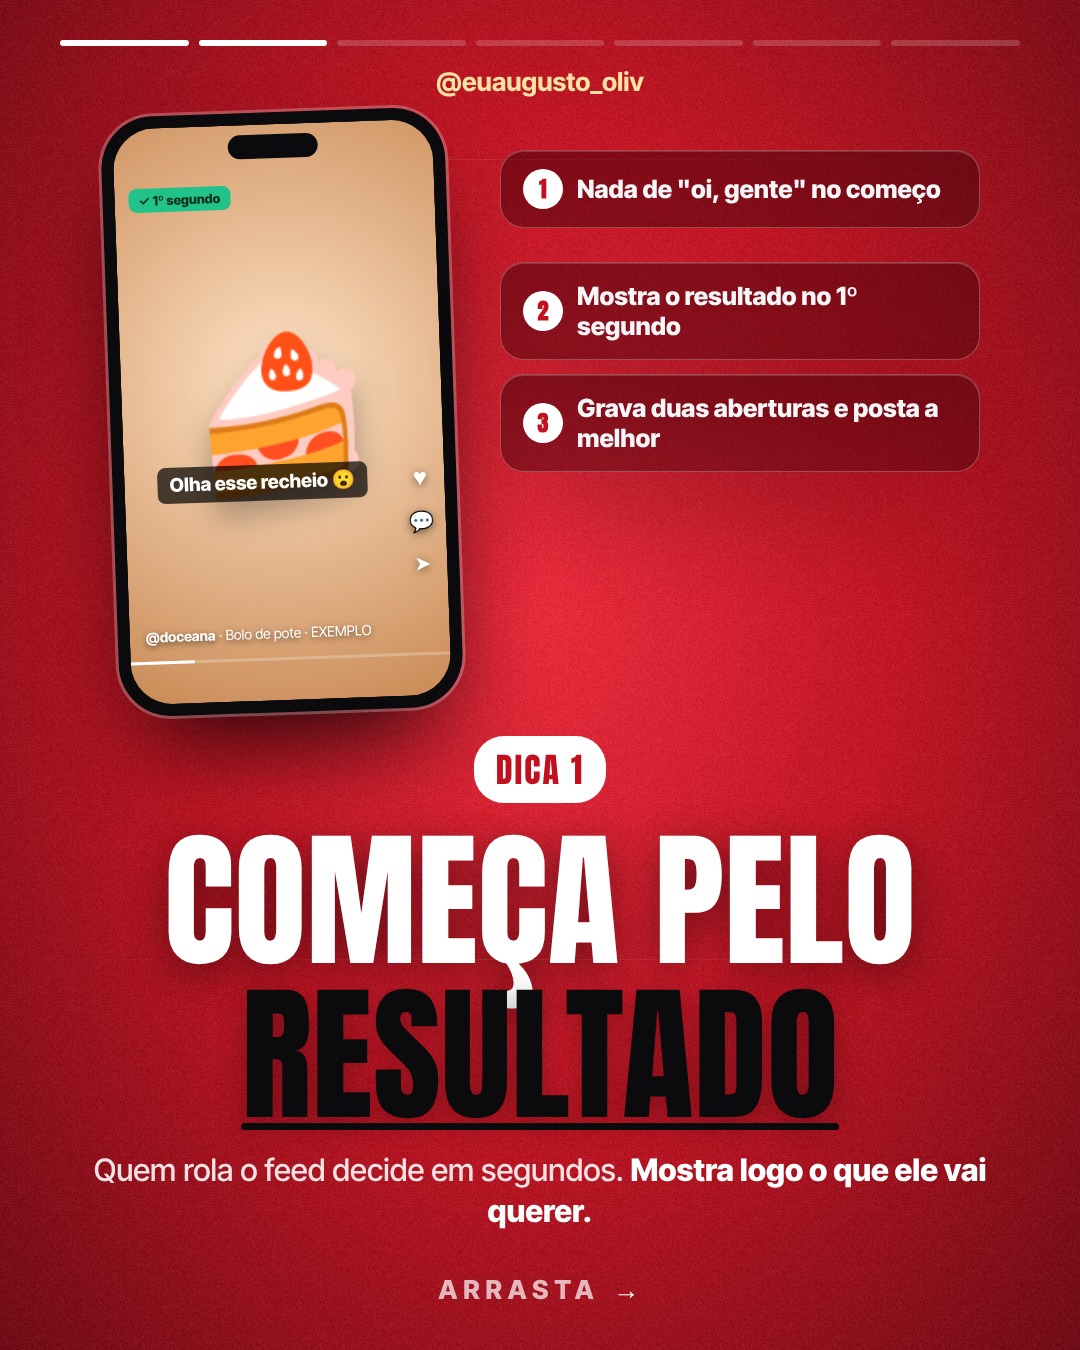 @euaugusto_oliv
✓ 1º segundo
Olha esse recheio 😮
@doceana · Bolo de pote · EXEMPLO
1 Nada de "oi, gente" no começo
2 Mostra o resultado no 1º
segundo
3 Grava duas aberturas e posta a
melhor
DICA 1
COMEÇA PELO
RESULTADO
Quem rola o feed decide em segundos. Mostra logo o que ele vai
querer.
ARRASTA →